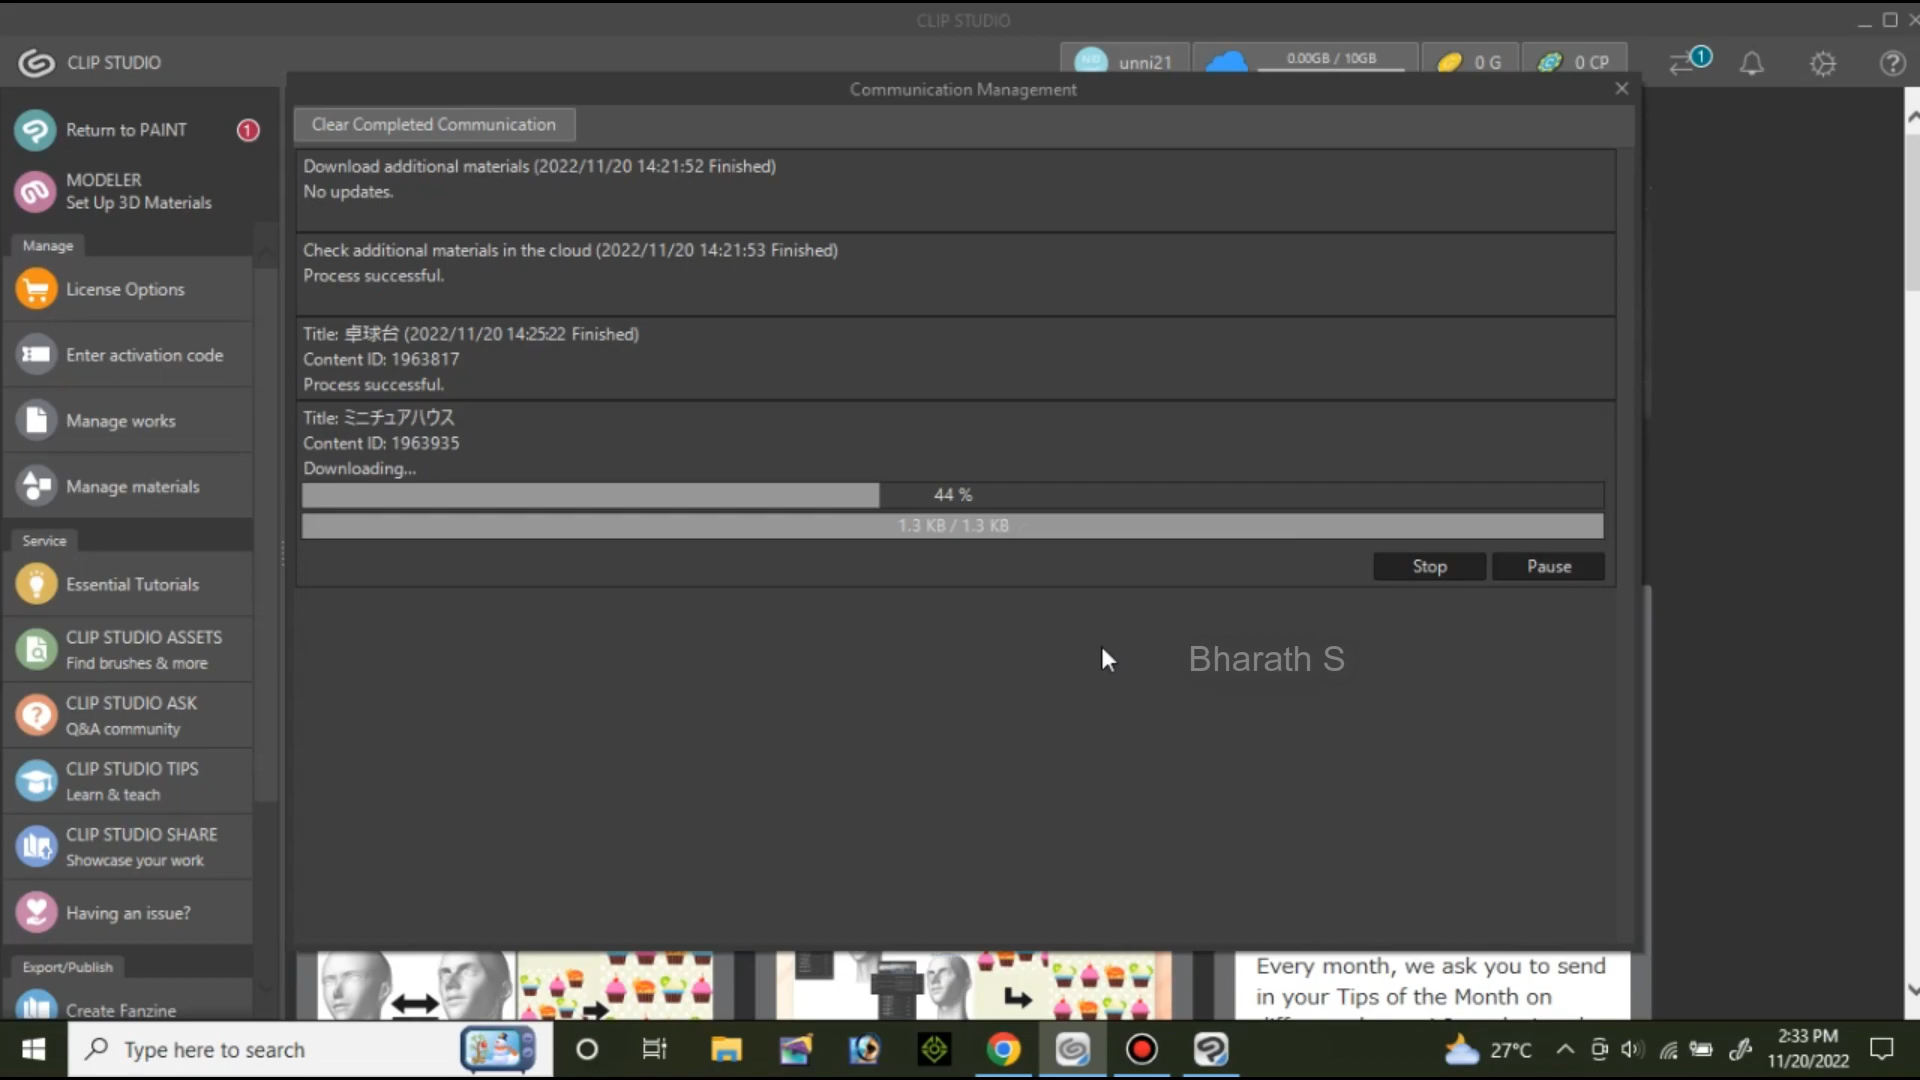 CLIP STUDIO
CLIP STUDIO
unni21
0.00GB / 10GB
0 G
0 CP
1
Communication Management
Clear Completed Communication
Return to PAINT
1
MODELER
Set Up 3D Materials
Manage
License Options
Enter activation code
Manage works
Manage materials
Service
Essential Tutorials
CLIP STUDIO ASSETS
Find brushes & more
CLIP STUDIO ASK
Q&A community
CLIP STUDIO TIPS
Learn & teach
CLIP STUDIO SHARE
Showcase your work
Having an issue?
Export/Publish
Create Fanzine
Download additional materials (2022/11/20 14:21:52 Finished)
No updates.
Check additional materials in the cloud (2022/11/20 14:21:53 Finished)
Process successful.
Title: 卓球台 (2022/11/20 14:25:22 Finished)
Content ID: 1963817
Process successful.
Title: ミニチュアハウス
Content ID: 1963935
Downloading...
44 %
1.3 KB / 1.3 KB
Stop
Pause
Bharath S
Every month, we ask you to send
in your Tips of the Month on
Type here to search
27°C
2:33 PM
11/20/2022